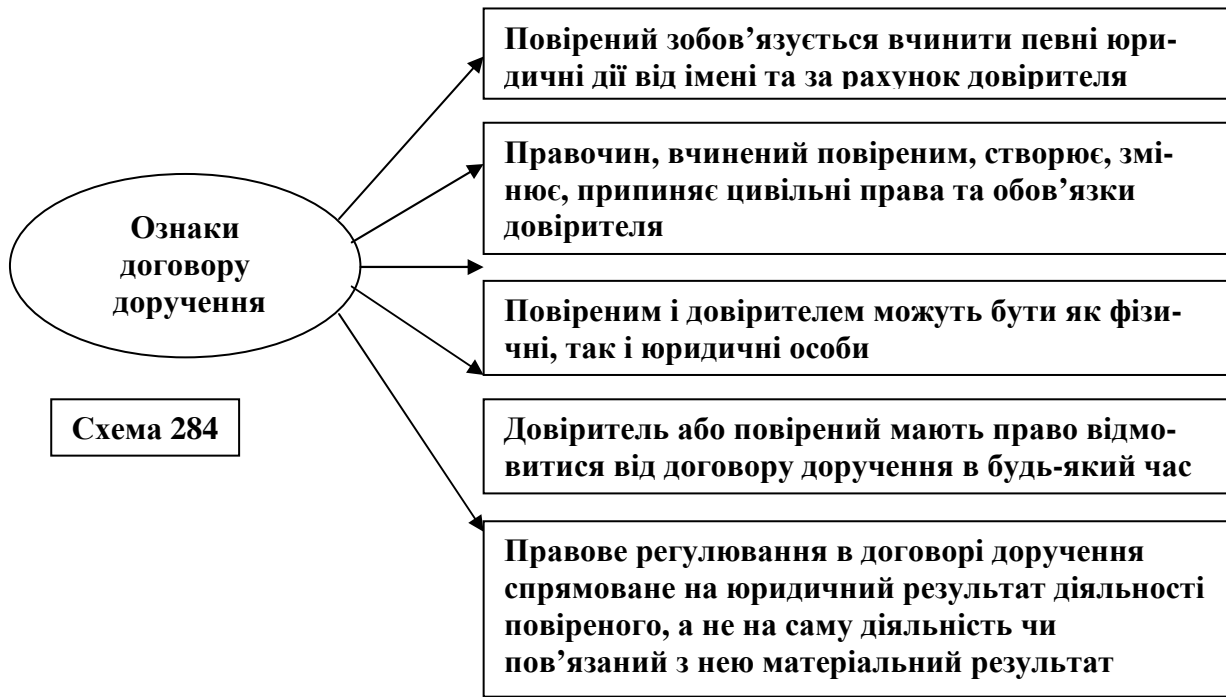 Повірений зобов’язується вчинити певні юри-
дичні дії від імені та за рахунок довірителя
Правочин, вчинений повіреним, створює, змі-
нює, припиняє цивільні права та обов’язки
довірителя
Ознаки
договору
доручення
Повіреним і довірителем можуть бути як фізи-
чні, так і юридичні особи
Схема 284
Довіритель або повірений мають право відмо-
витися від договору доручення в будь-який час
Правове регулювання в договорі доручення
спрямоване на юридичний результат діяльності
повіреного, а не на саму діяльність чи
пов’язаний з нею матеріальний результат